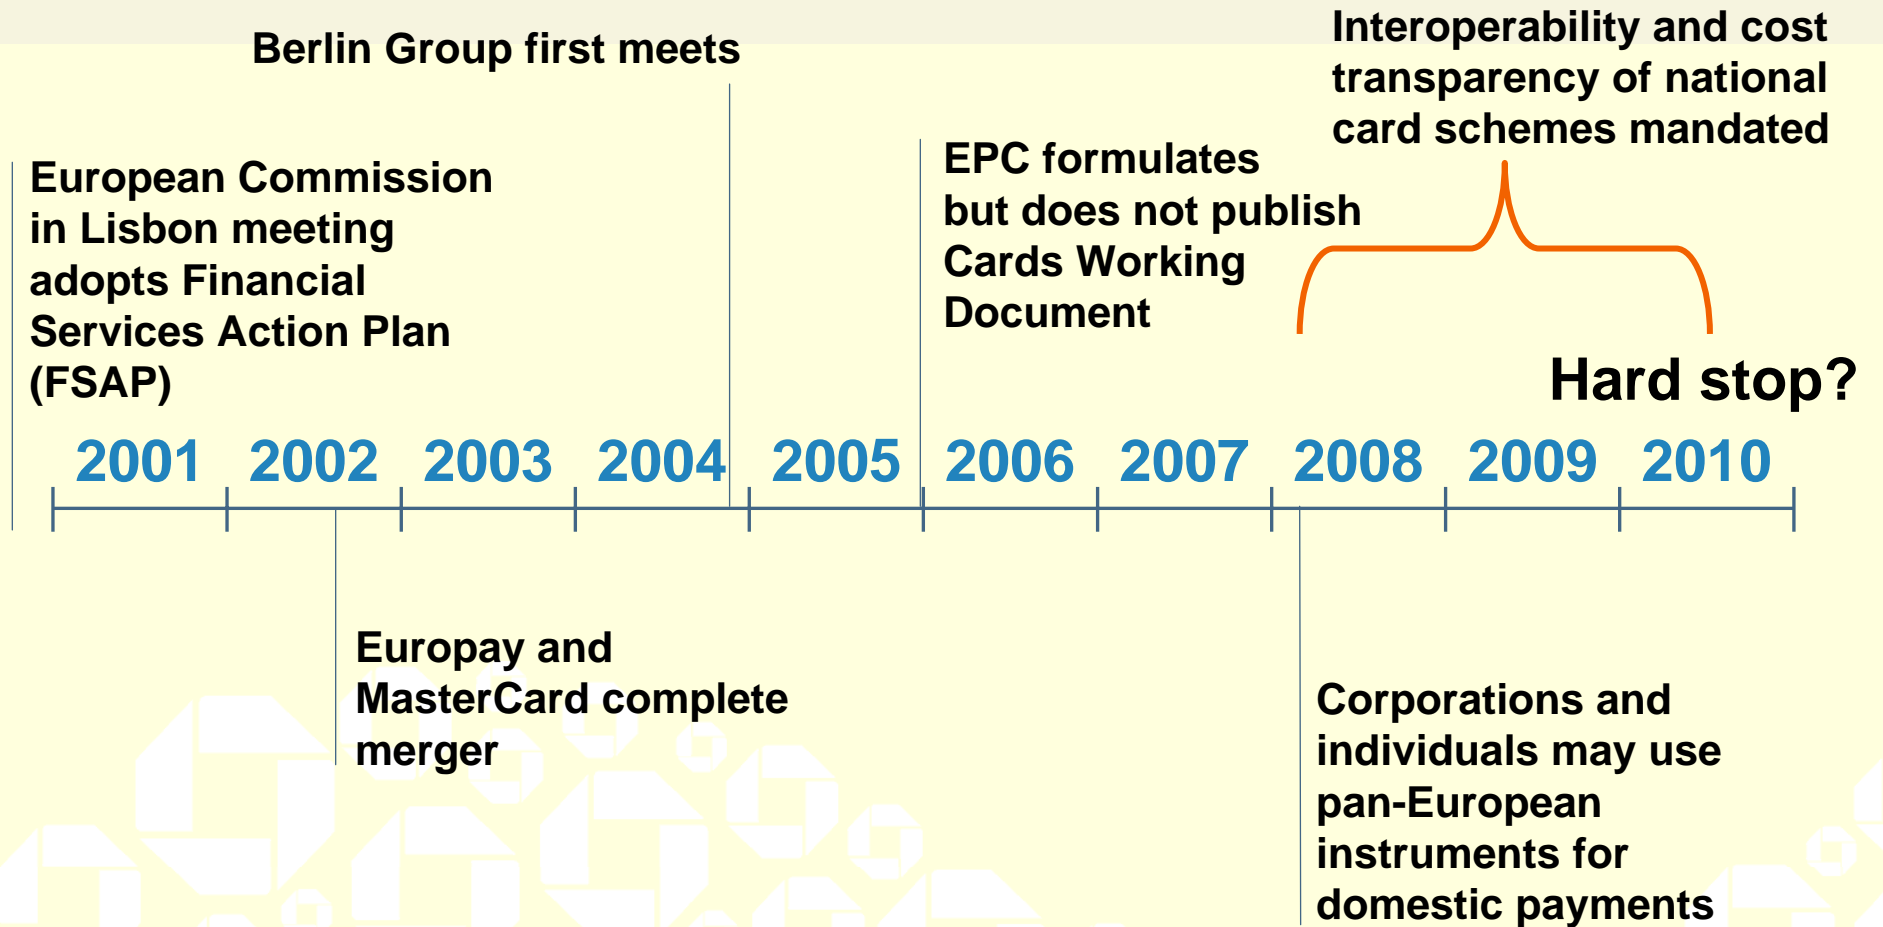 Berlin Group first meets
Interoperability and cost
transparency of national
card schemes mandated
European Commission
in Lisbon meeting
adopts Financial
Services Action Plan
(FSAP)
EPC formulates
but does not publish
Cards Working
Document
Hard stop?
2001 2002 2003 2004 2005 2006 2007 2008 2009 2010
Europay and
MasterCard complete
merger
Corporations and
individuals may use
pan-European
instruments for
domestic payments